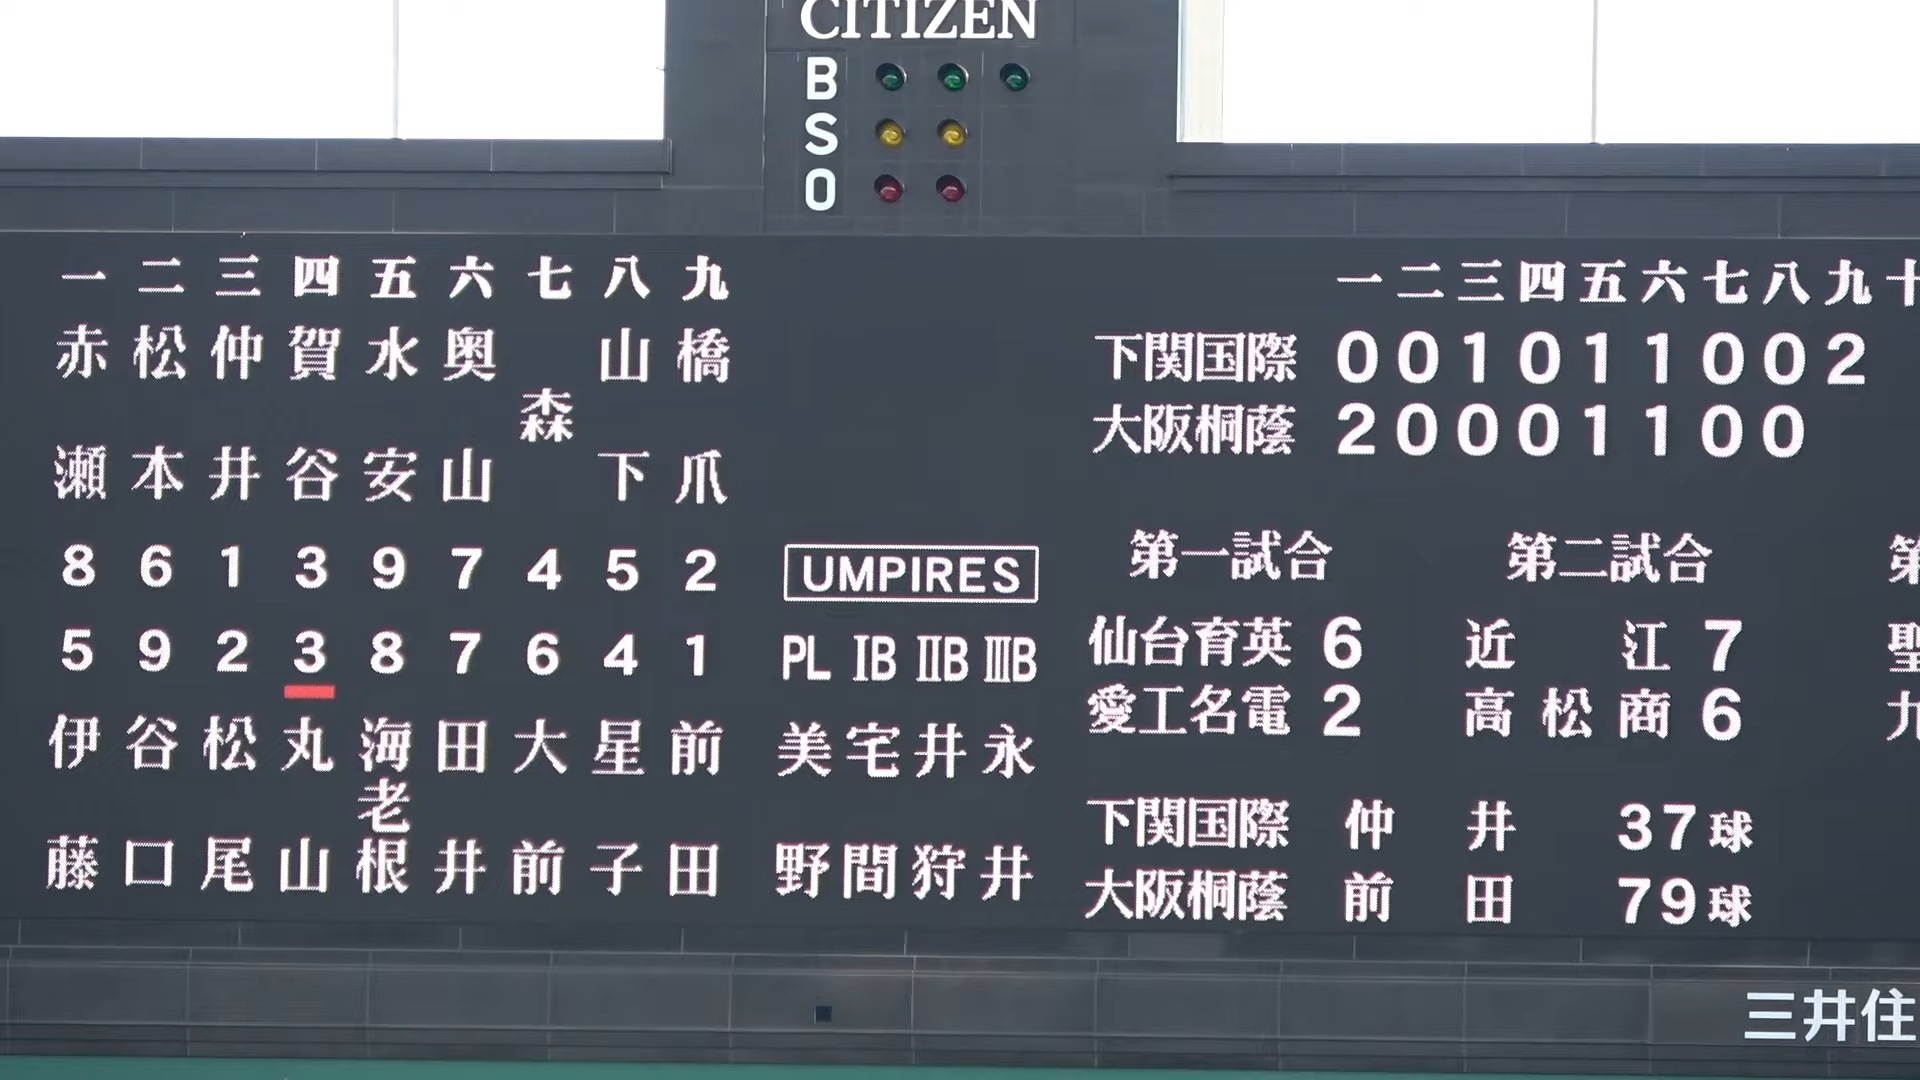 CITIZEN
B
S
O
一 二 三 四 五 六 七 八 九
赤瀬 松本 仲井 賀谷 水安 奥山 森 山下 橋爪
8 6 1 3 9 7 4 5 2
5 9 2 3 8 7 6 4 1
伊藤 谷口 松尾 丸山 海老根 田井 大前 星子 前田
UMPIRES
PL IB IIB IIIB
美野 宅間 井狩 永井
一 二 三 四 五 六 七 八 九 十
下関国際 0 0 1 0 1 1 0 0 2
大阪桐蔭 2 0 0 0 1 1 0 0
第一試合 第二試合 第
仙台育英 6 近江 7 聖
愛工名電 2 高松商 6 九
下関国際 仲井 37球
大阪桐蔭 前田 79球
三井住